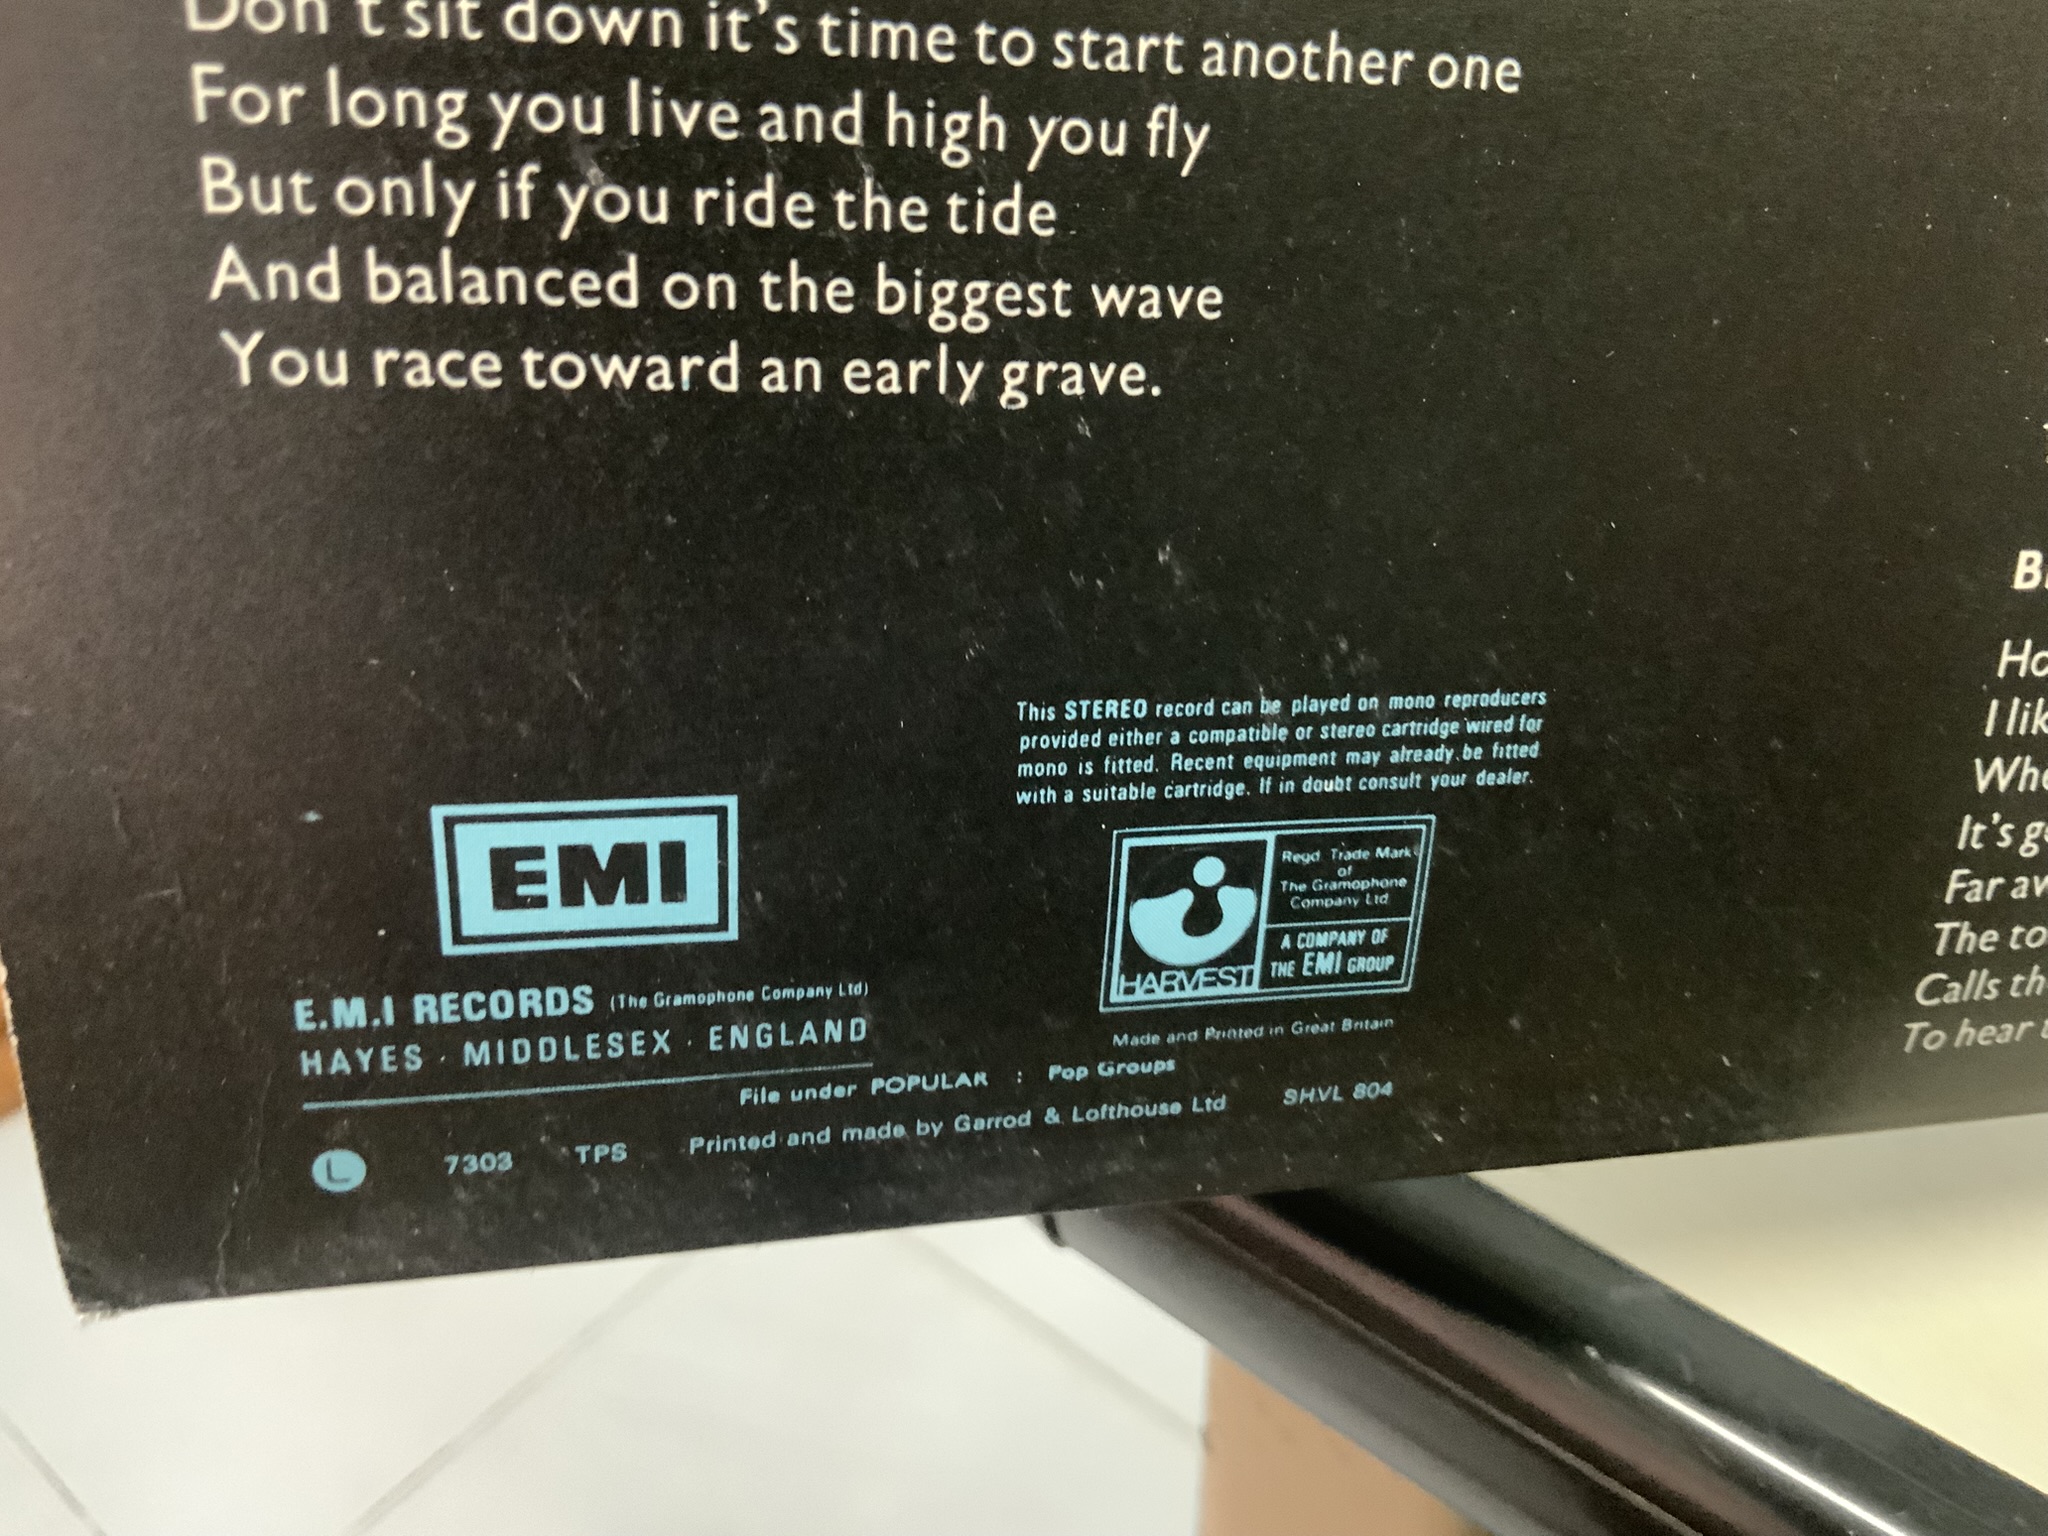 Don't sit down it's time to start another one
For long you live and high you fly
But only if you ride the tide
And balanced on the biggest wave
You race toward an early grave.
This STEREO record can be played on mono reproducers
provided either a compatible or stereo cartridge wired for
mono is fitted. Recent equipment may already be fitted
with a suitable cartridge. If in doubt consult your dealer.
EMI
E.M.I RECORDS (The Gramophone Company Ltd)
HAYES · MIDDLESEX · ENGLAND
HARVEST
Regd. Trade Mark
of
The Gramophone
Company Ltd
A COMPANY OF
THE EMI GROUP
Made and Printed in Great Britain
File under POPULAR : Pop Groups
L 7303 TPS Printed and made by Garrod & Lofthouse Ltd SHVL 804
I
It's
Far
The
Calls
To hear